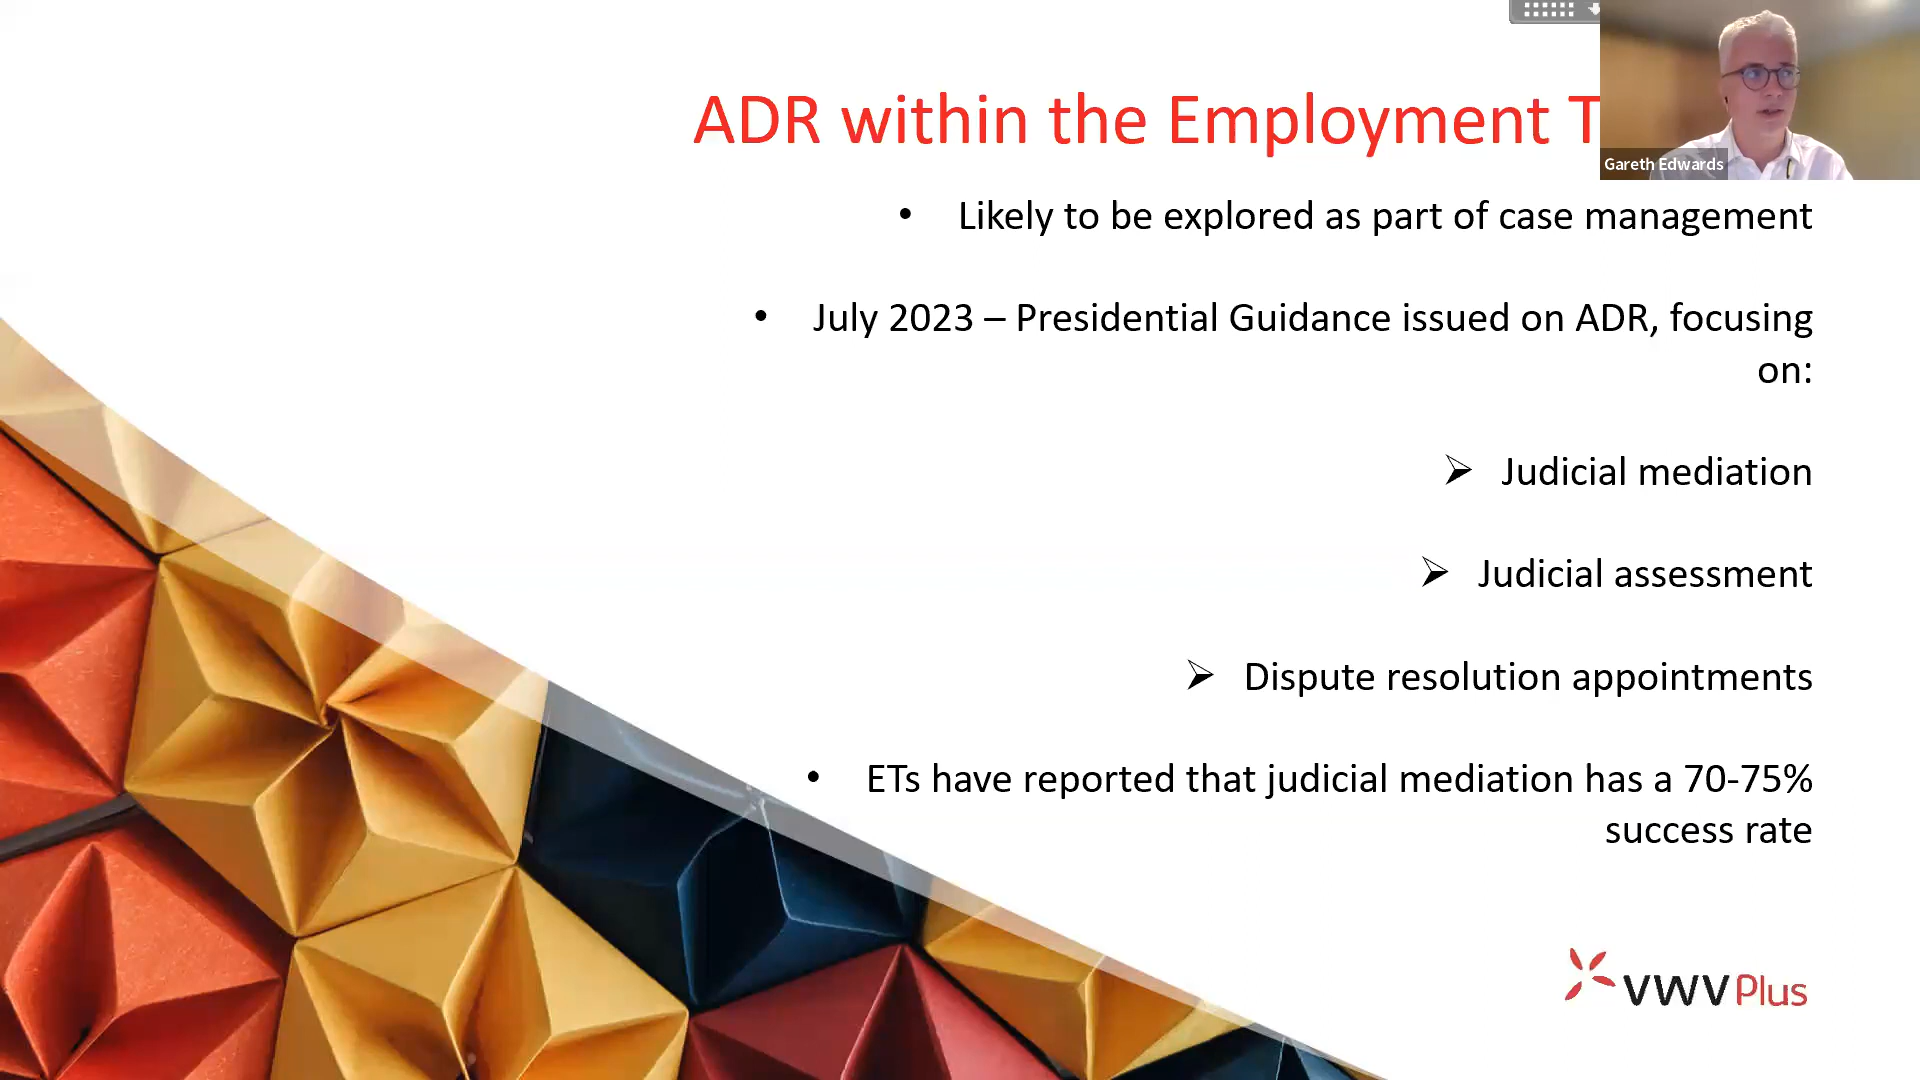 ADR within the Employment T
Gareth Edwards
• Likely to be explored as part of case management
• July 2023 – Presidential Guidance issued on ADR, focusing
on:
➢ Judicial mediation
➢ Judicial assessment
➢ Dispute resolution appointments
• ETs have reported that judicial mediation has a 70-75%
success rate
VWV Plus